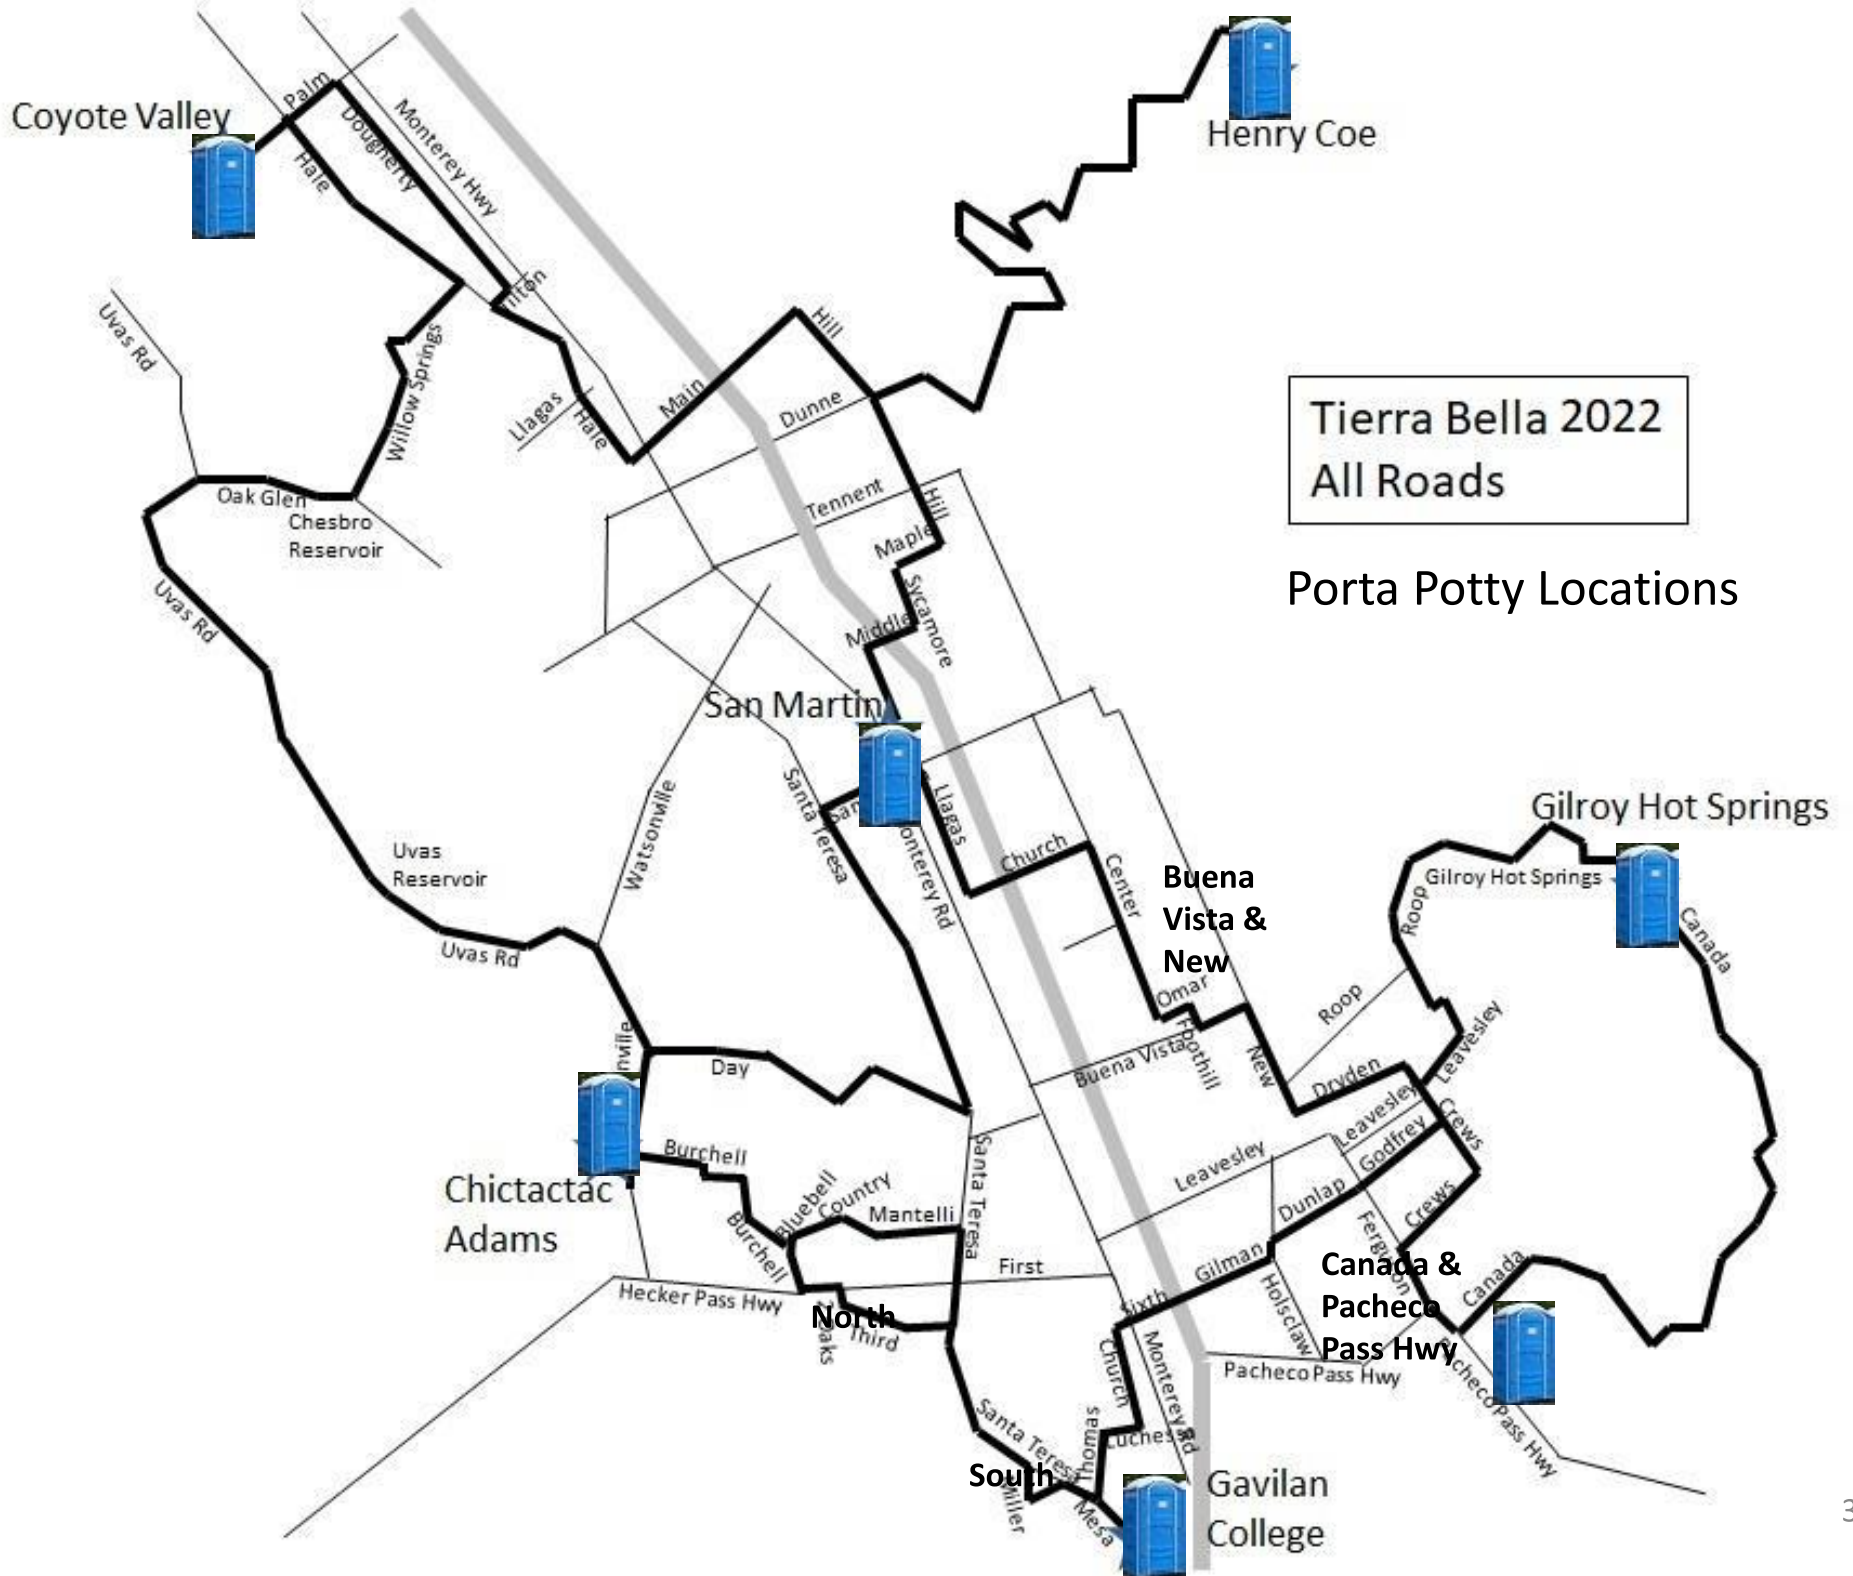 Palm
Coyote Valley
Dougherty
Monterey Hwy
Hale
Henry Coe
Uvas Rd
Willow Springs
Hill
Llagas
Hale
Main
Dunne
Tierra Bella 2022
All Roads
Oak Glen
Chesbro
Reservoir
Tennent
Hill
Maple
Porta Potty Locations
Uvas Rd
Sycamore
Middle
San Martin
Santa Teresa
Watsonville
Llagas
Gilroy Hot Springs
Church
Center
Uvas
Reservoir
Buena
Vista &
New
Gilroy Hot Springs
Roop
Canada
Uvas Rd
Omar
Roop
Foothill
Buena Vista
New
Leavesley
Day
Dryden
Leavesley
Crews
Godfrey
Burchell
Leavesley
Santa Teresa
Chictactac
Adams
Bluebell
Country
Mantelli
Dunlap
Crews
Burchell
Ferguson
First
Gilman
Canada &
Pacheco
Pass Hwy
Canada
Hecker Pass Hwy
Holsclaw
Sixth
North
Third
Church
Monterey Rd
Pacheco Pass Hwy
Pacheco Pass Hwy
Santa Teresa
Thomas
South
Miller
Mesa
Gavilan
College
3